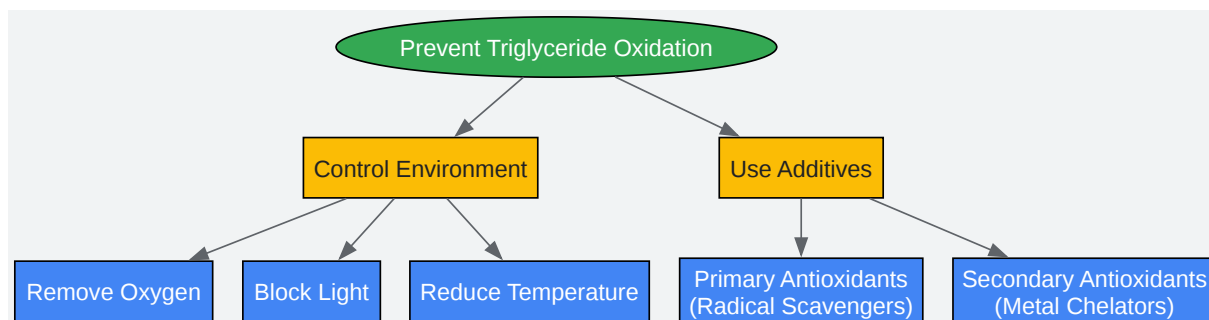 Prevent Triglyceride Oxidation
Control Environment
Use Additives
Remove Oxygen
Block Light
Reduce Temperature
Primary Antioxidants
(Radical Scavengers)
Secondary Antioxidants
(Metal Chelators)